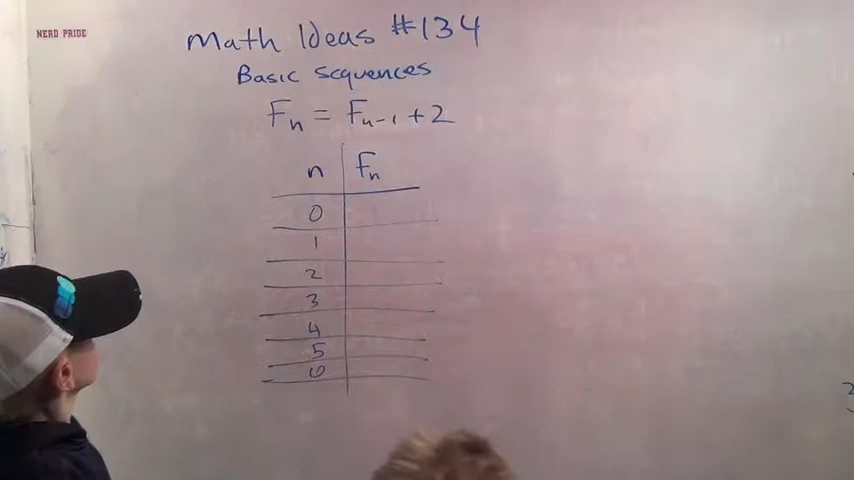 NERD PRIDE
Math Ideas #134
Basic sequences
Fₙ = Fₙ₋₁ + 2
n Fₙ
0
1
2
3
4
5
6